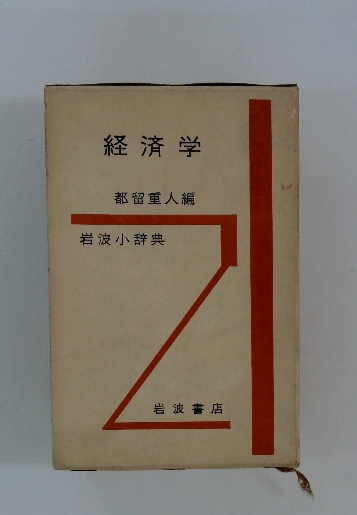 経済学
都留重人編
岩波小辞典
岩波書店